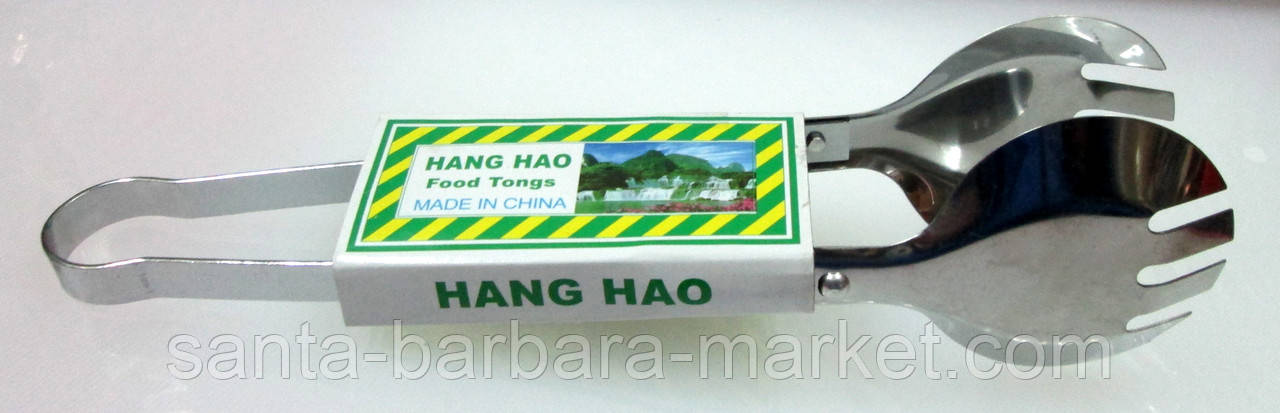 HANG HAO
Food Tongs
MADE IN CHINA
HANG HAO
santa-barbara-market.com